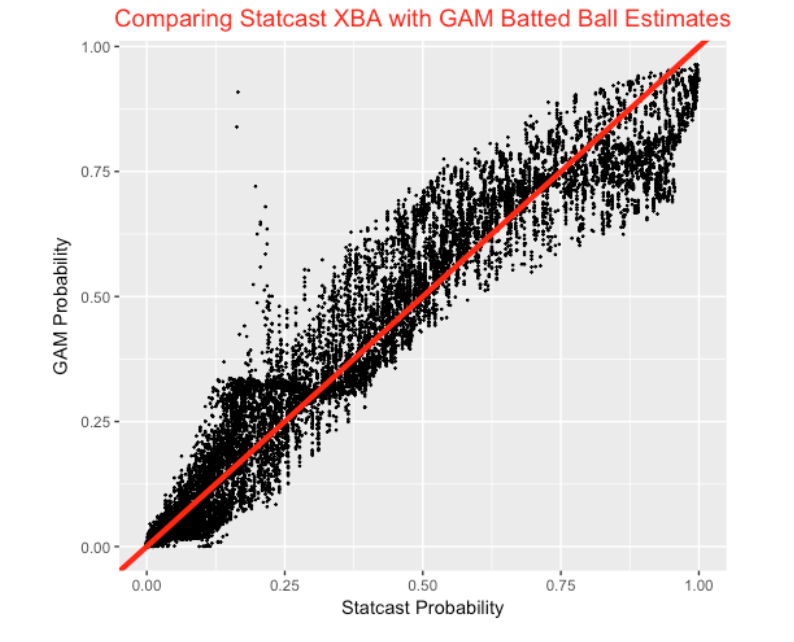 Comparing Statcast XBA with GAM Batted Ball Estimates
1.00
0.75
0.50
0.25
0.00
GAM Probability
0.00 0.25 0.50 0.75 1.00
Statcast Probability